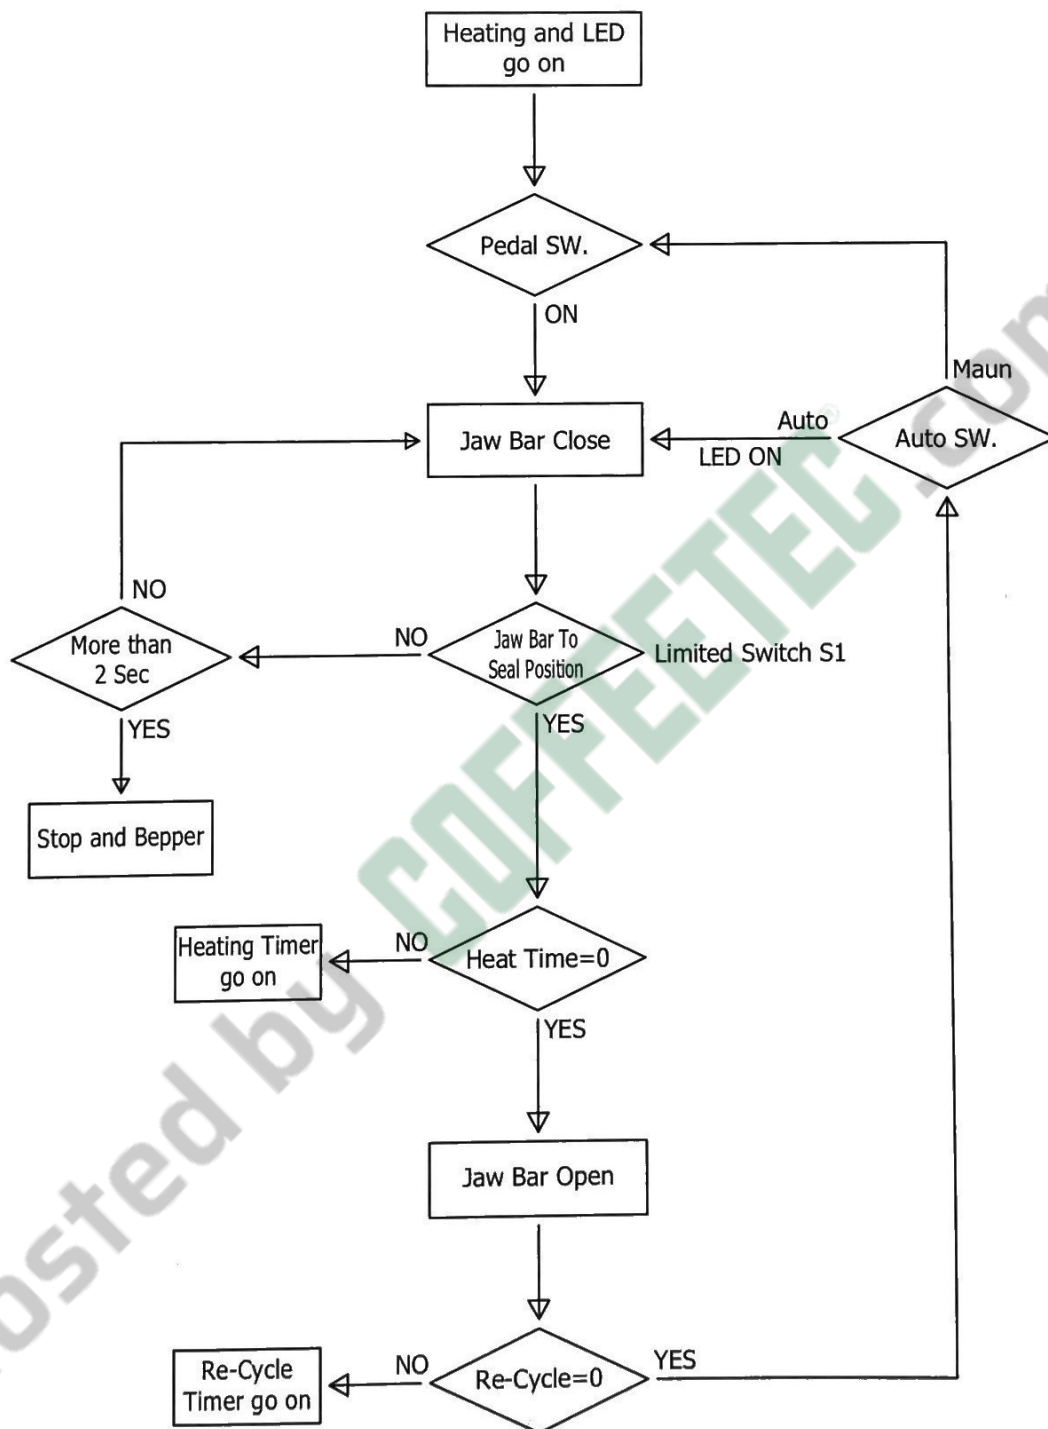 Heating and LED
go on
Pedal SW.
ON
Maun
Jaw Bar Close
Auto
LED ON
Auto SW.
NO
More than
2 Sec
NO
Jaw Bar To
Seal Position
Limited Switch S1
YES
YES
Stop and Bepper
Heating Timer
go on
NO
Heat Time=0
YES
Jaw Bar Open
Re-Cycle
Timer go on
NO
Re-Cycle=0
YES
osted by COFFEETEC® .com